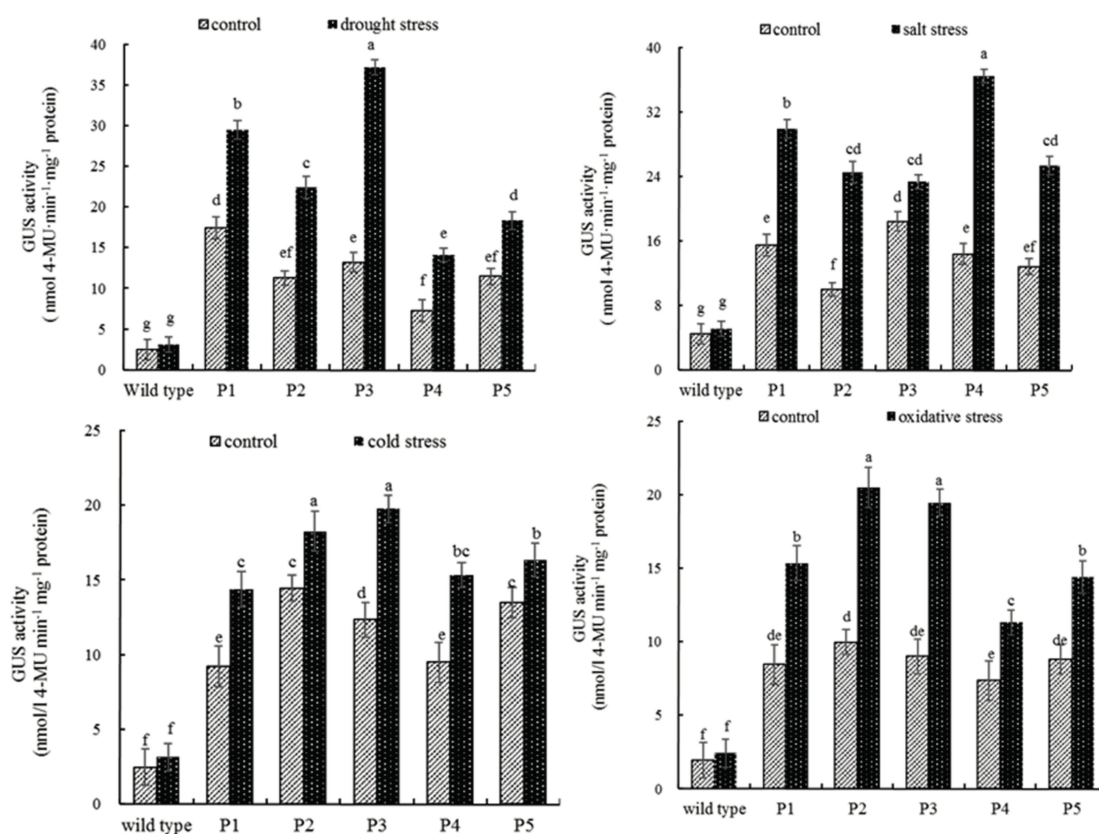 control drought stress
GUS activity
( nmol 4-MU·min⁻¹·mg⁻¹ protein)
40
35
30
25
20
15
10
5
0
g g d b ef c e a f e ef d
Wild type P1 P2 P3 P4 P5
control salt stress
GUS activity
( nmol 4-MU·min⁻¹·mg⁻¹ protein)
40
32
24
16
8
0
g g e b f cd d cd e a ef cd
wild type P1 P2 P3 P4 P5
control cold stress
GUS activity
(nmol/l 4-MU min⁻¹ mg⁻¹ protein)
25
20
15
10
5
0
f f e c c a d a e bc c b
wild type P1 P2 P3 P4 P5
control oxidative stress
GUS activity
(nmol/l 4-MU min⁻¹ mg⁻¹ protein)
25
20
15
10
5
0
f f de b d a de a e c de b
wild type P1 P2 P3 P4 P5